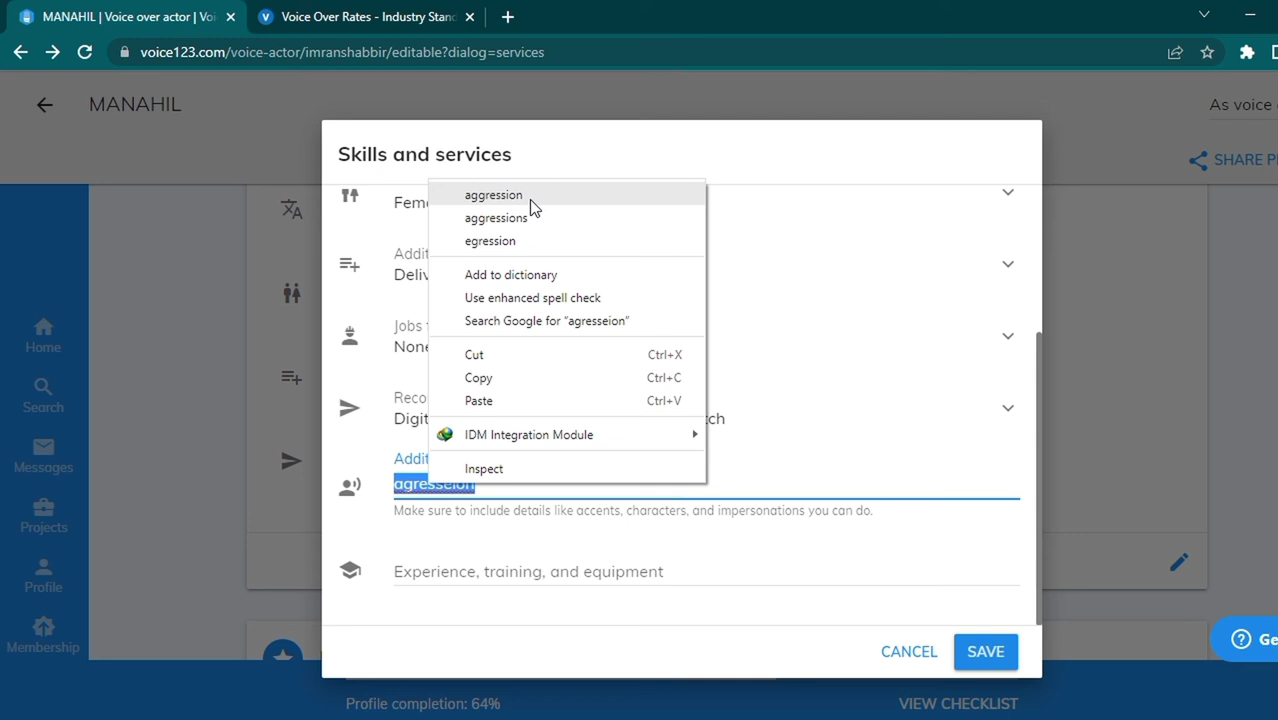 MANAHIL | Voice over actor | Voi
Voice Over Rates - Industry Stand
voice123.com/voice-actor/imranshabbir/editable?dialog=services
MANAHIL
As voice
SHARE P
Home
Search
Messages
Projects
Profile
Membership
Skills and services
Fem
Addit
Deliv
Jobs
None
Reco
Digit
ch
Addit
agresseion
Make sure to include details like accents, characters, and impersonations you can do.
Experience, training, and equipment
CANCEL
SAVE
aggression
aggressions
egression
Add to dictionary
Use enhanced spell check
Search Google for “agresseion”
Cut Ctrl+X
Copy Ctrl+C
Paste Ctrl+V
IDM Integration Module
Inspect
Ge
Profile completion: 64%
VIEW CHECKLIST